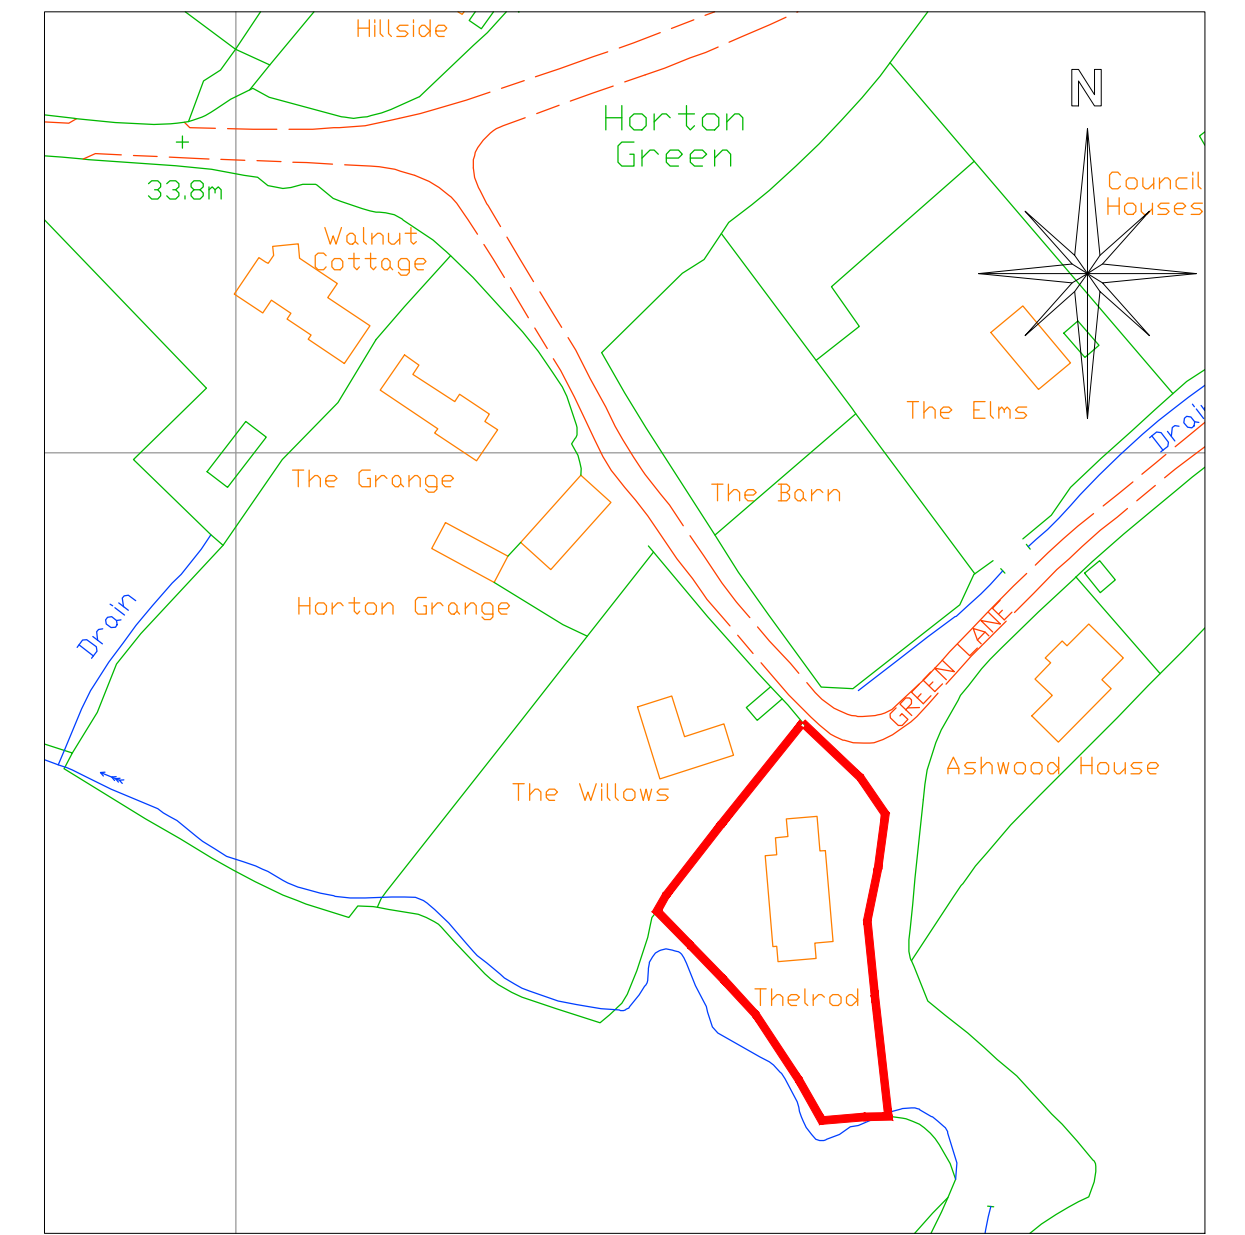 Hillside
N
Horton
Green
33.8m
Council
Houses
Walnut
Cottage
The Elms
Drain
The Grange
The Barn
Horton Grange
Drain
GREEN LANE
Ashwood House
The Willows
Thelrod